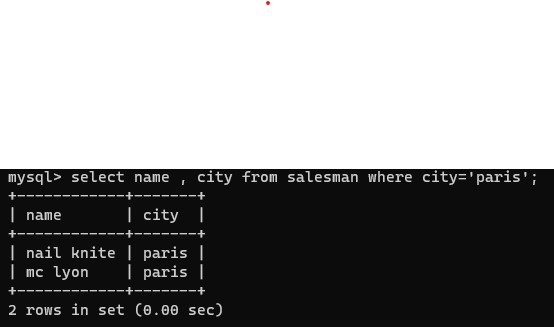 mysql> select name , city from salesman where city='paris';
+------------+-------+
| name       | city  |
+------------+-------+
| nail knite | paris |
| mc lyon    | paris |
+------------+-------+
2 rows in set (0.00 sec)